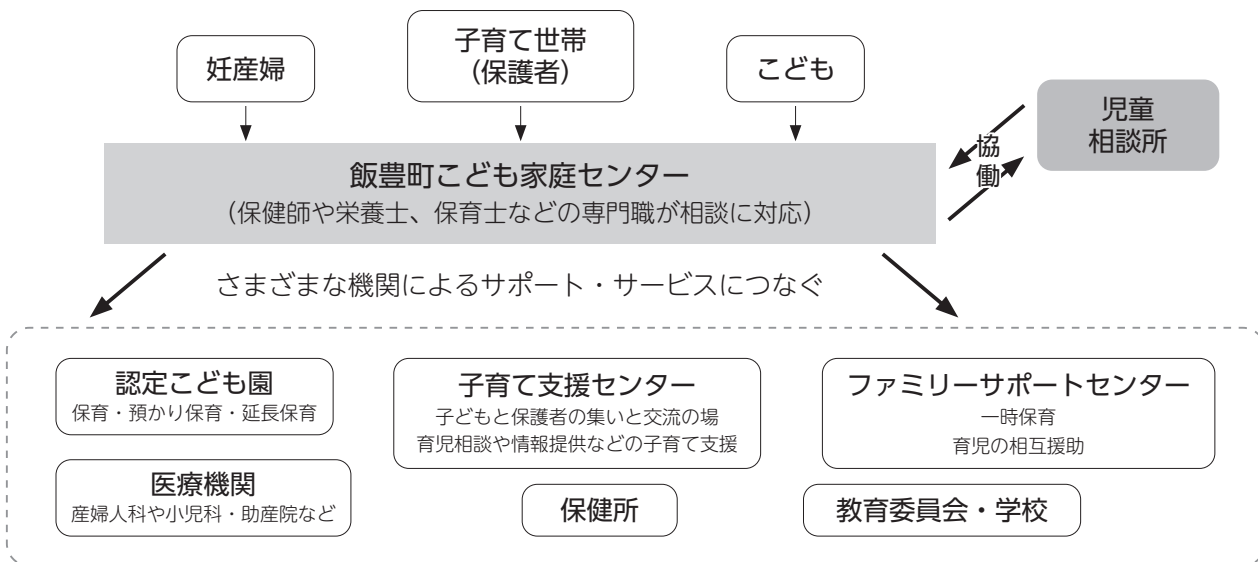 妊産婦
子育て世帯
(保護者)
こども
児童
相談所
協
働
飯豊町こども家庭センター
(保健師や栄養士、保育士などの専門職が相談に対応)
さまざまな機関によるサポート・サービスにつなぐ
認定こども園
保育・預かり保育・延長保育
子育て支援センター
子どもと保護者の集いと交流の場
育児相談や情報提供などの子育て支援
ファミリーサポートセンター
一時保育
育児の相互援助
医療機関
産婦人科や小児科・助産院など
保健所
教育委員会・学校